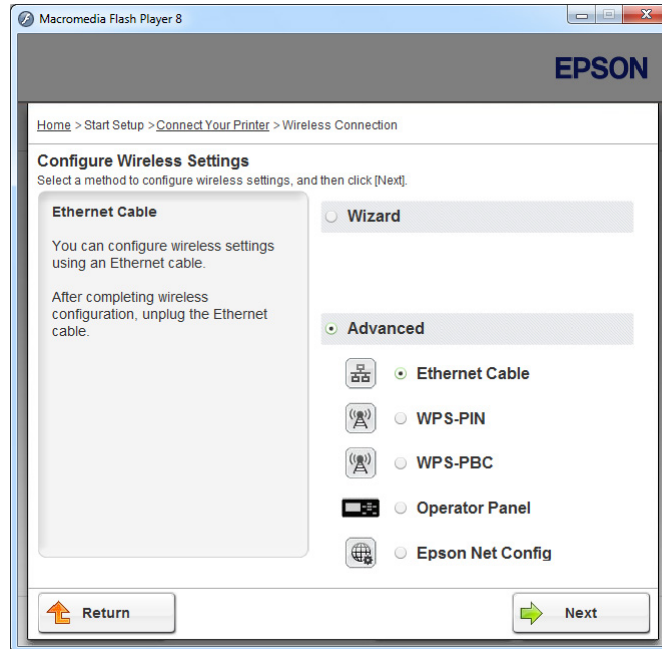 Macromedia Flash Player 8
EPSON
Home > Start Setup > Connect Your Printer > Wireless Connection
Configure Wireless Settings
Select a method to configure wireless settings, and then click [Next].
Ethernet Cable
You can configure wireless settings
using an Ethernet cable.
After completing wireless
configuration, unplug the Ethernet
cable.
Wizard
Advanced
Ethernet Cable
WPS-PIN
WPS-PBC
Operator Panel
Epson Net Config
Return
Next